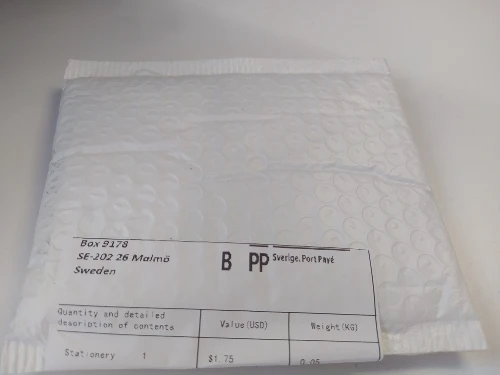 Box 9178
SE-202 26 Malmö
Sweden
B PP Sverige, Port Payé
Quantity and detailed description of contents Value(USD) Weight(KG)
Stationery 1 $1.75 0.05